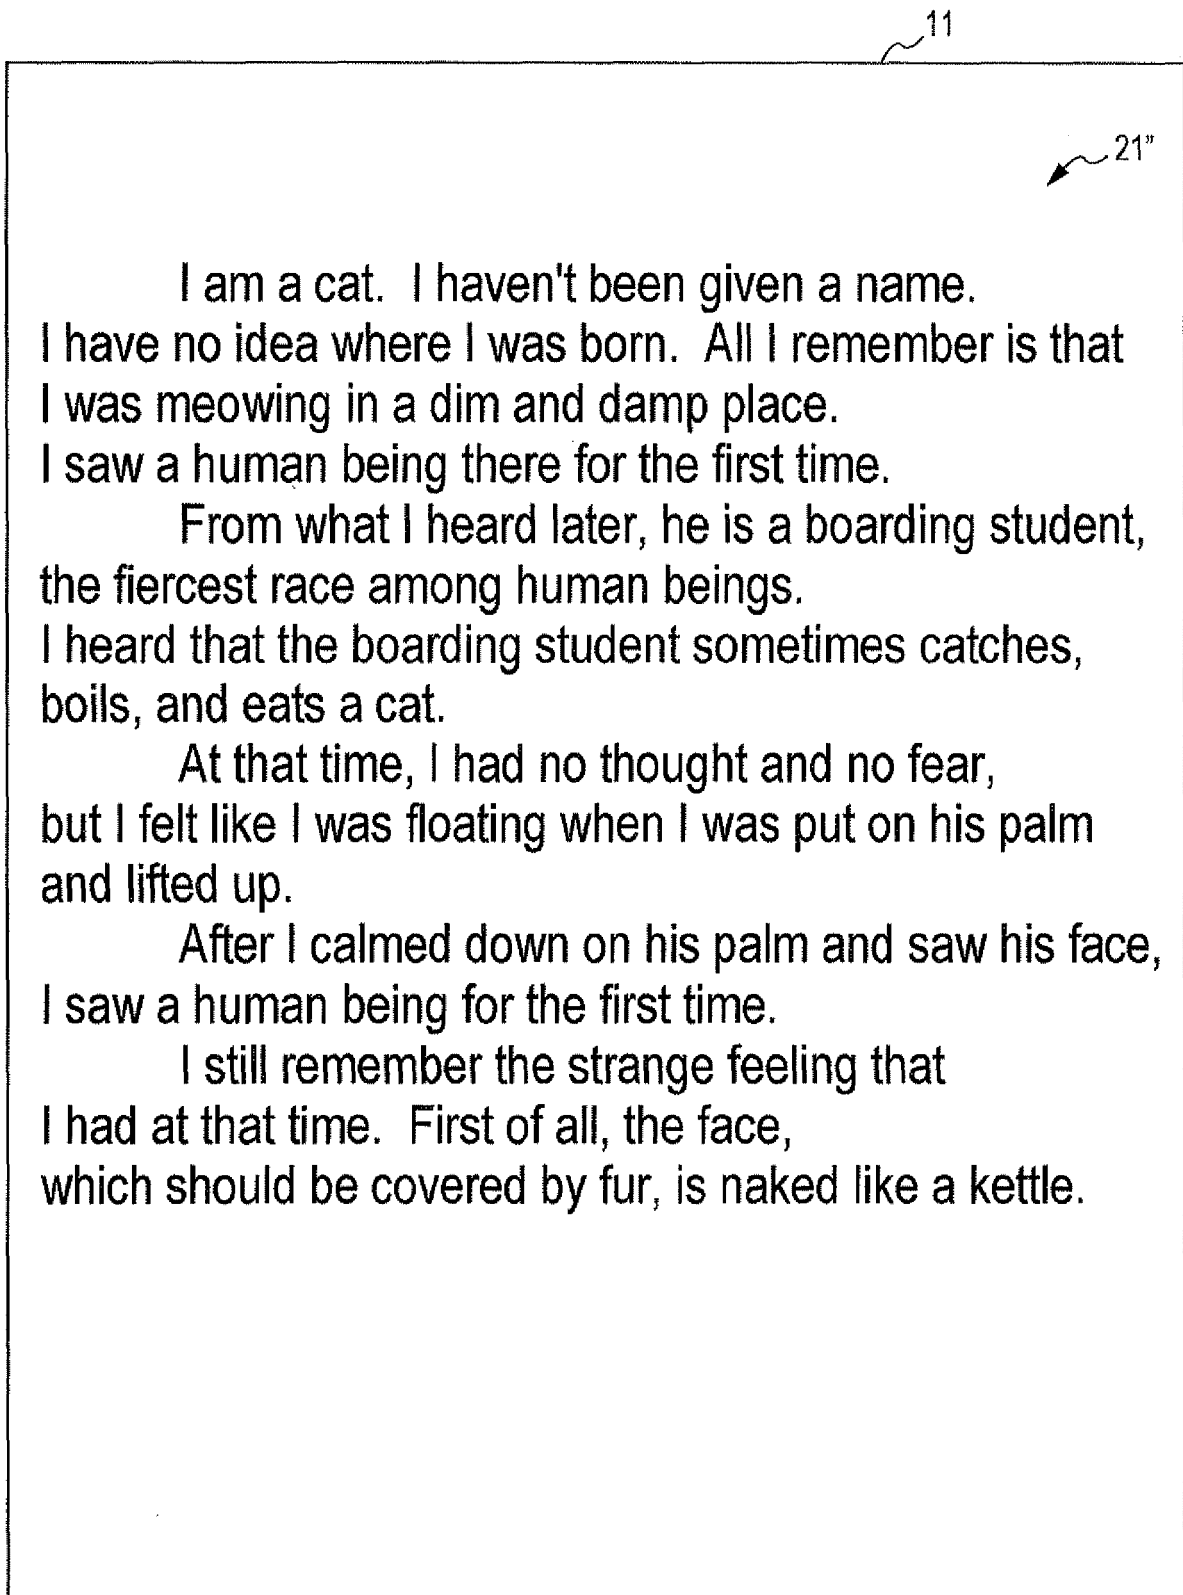 11
21"
I am a cat.  I haven't been given a name.
I have no idea where I was born.  All I remember is that
I was meowing in a dim and damp place.
I saw a human being there for the first time.
From what I heard later, he is a boarding student,
the fiercest race among human beings.
I heard that the boarding student sometimes catches,
boils, and eats a cat.
At that time, I had no thought and no fear,
but I felt like I was floating when I was put on his palm
and lifted up.
After I calmed down on his palm and saw his face,
I saw a human being for the first time.
I still remember the strange feeling that
I had at that time.  First of all, the face,
which should be covered by fur, is naked like a kettle.